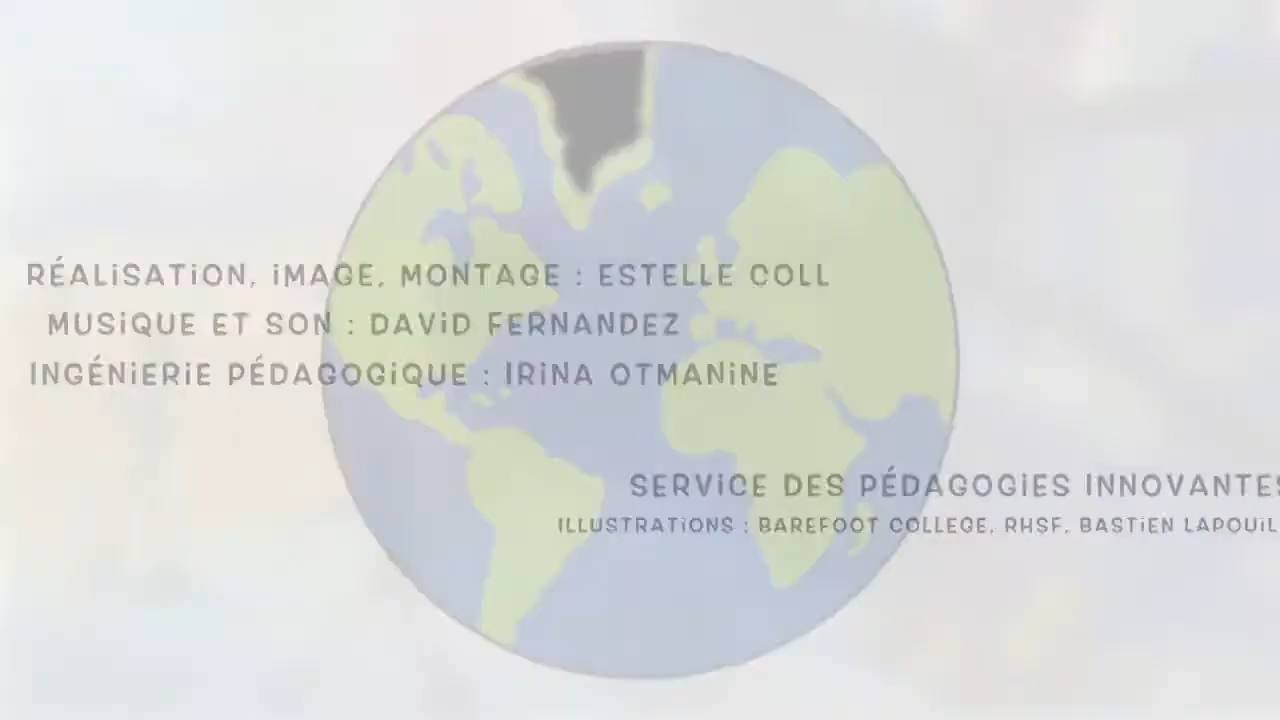 RÉALISATION, IMAGE, MONTAGE : ESTELLE COLL
MUSIQUE ET SON : DAVID FERNANDEZ
INGÉNIERIE PÉDAGOGIQUE : IRINA OTMANINE
SERVICE DES PÉDAGOGIES INNOVANTES
ILLUSTRATIONS : BAREFOOT COLLEGE, RHSF, BASTIEN